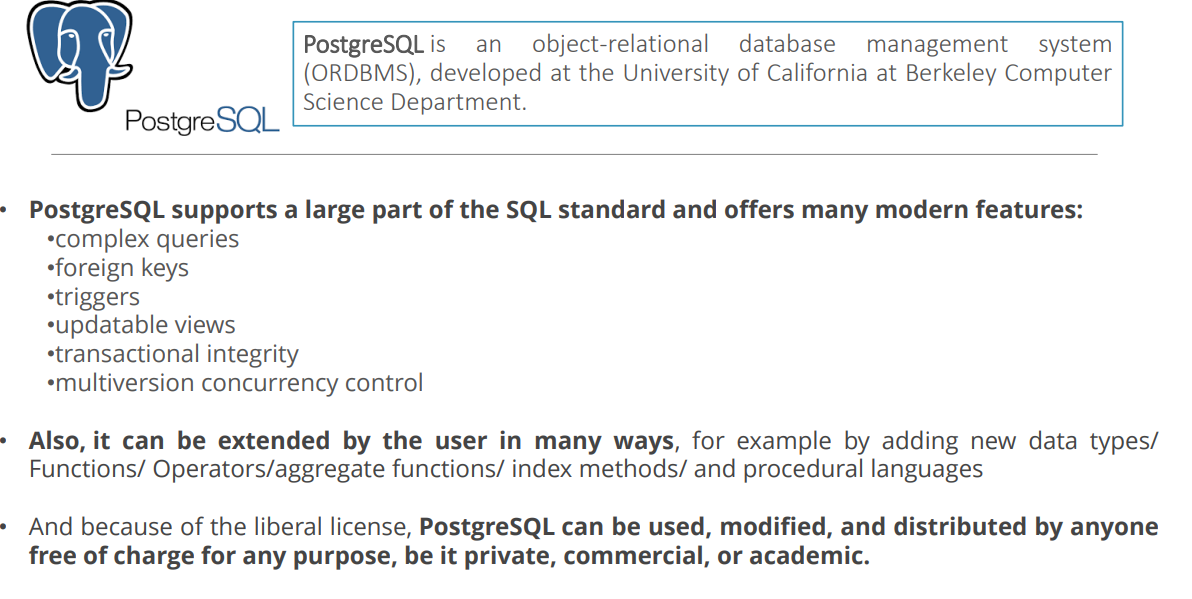 PostgreSQL
PostgreSQL is an object-relational database management system
(ORDBMS), developed at the University of California at Berkeley Computer
Science Department.
• PostgreSQL supports a large part of the SQL standard and offers many modern features:
•complex queries
•foreign keys
•triggers
•updatable views
•transactional integrity
•multiversion concurrency control
• Also, it can be extended by the user in many ways, for example by adding new data types/
Functions/ Operators/aggregate functions/ index methods/ and procedural languages
• And because of the liberal license, PostgreSQL can be used, modified, and distributed by anyone
free of charge for any purpose, be it private, commercial, or academic.